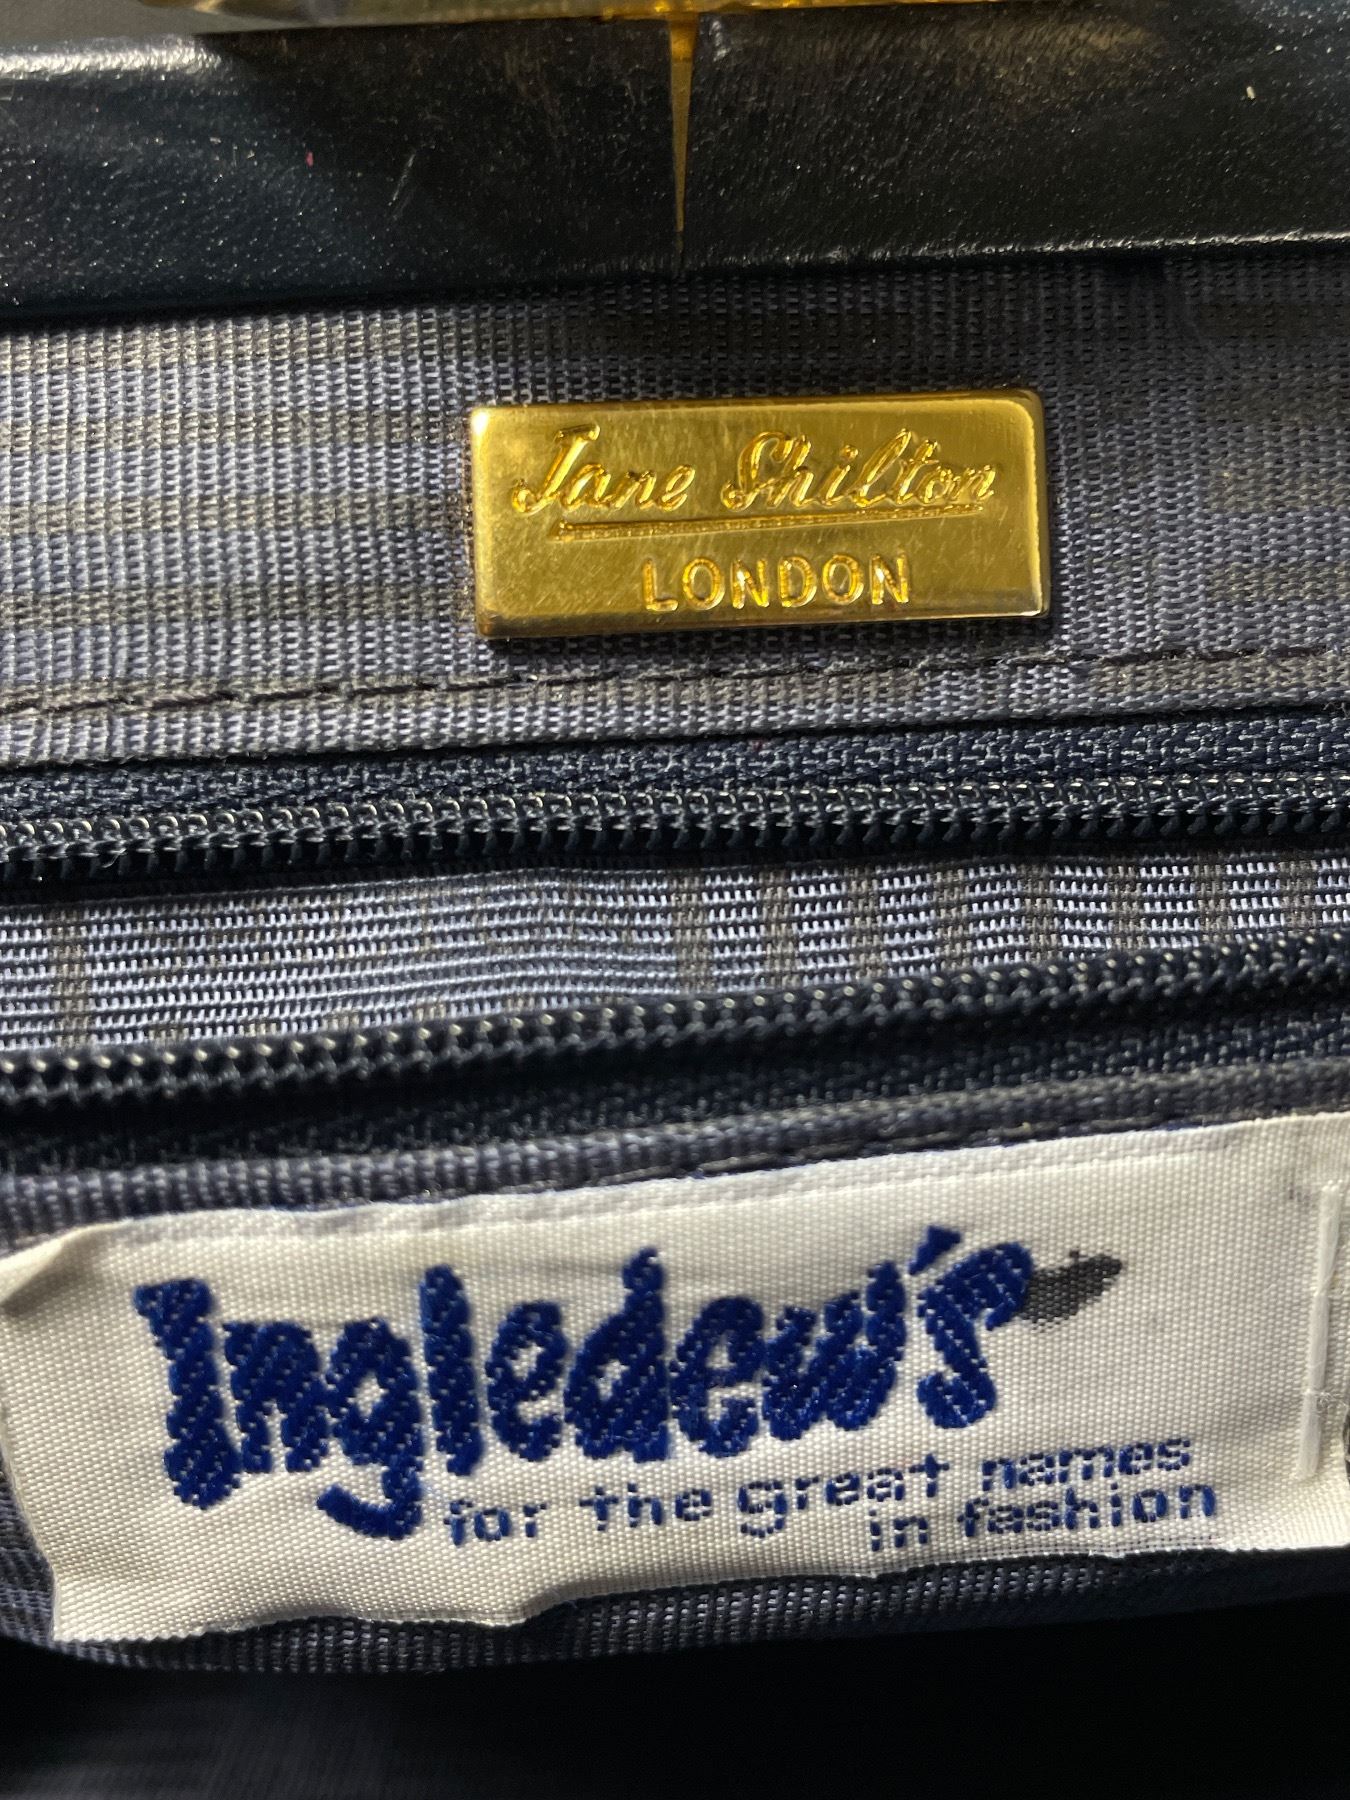 Jane Shilton
LONDON
Ingledew's
for the great names
in fashion